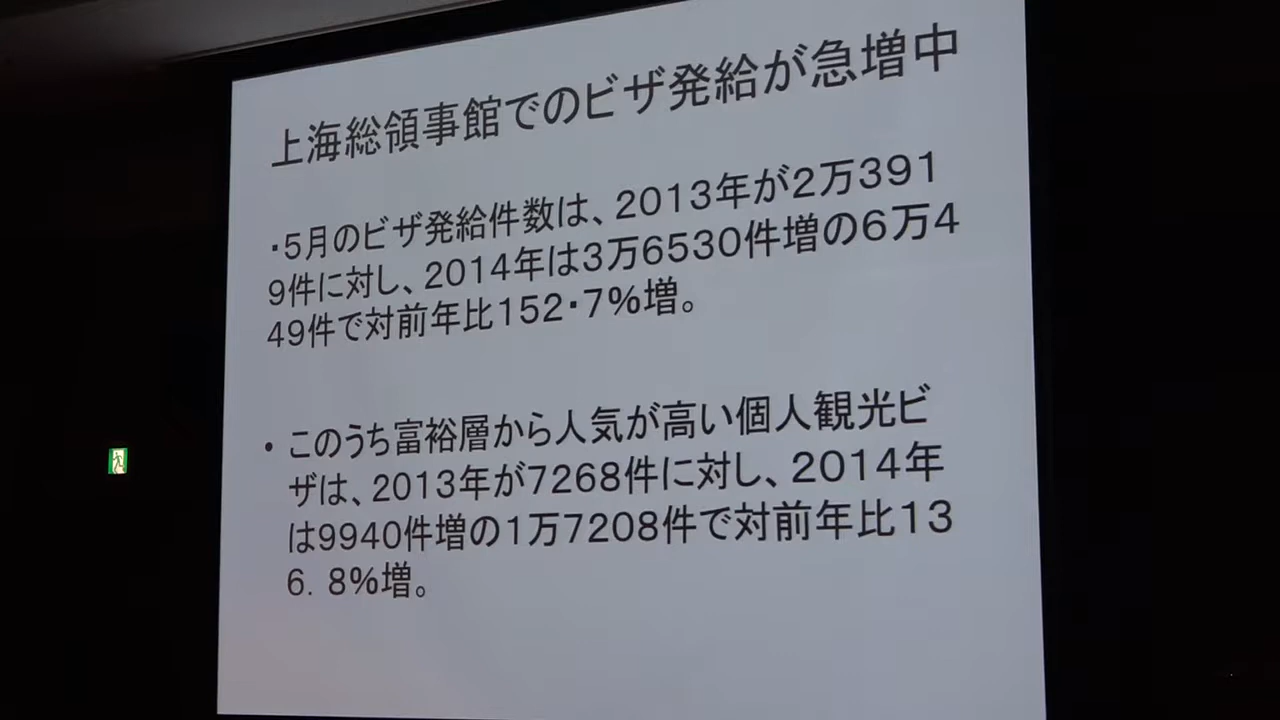 上海総領事館でのビザ発給が急増中
・5月のビザ発給件数は、2013年が2万391
9件に対し、2014年は3万6530件増の6万4
49件で対前年比152・7%増。
• このうち富裕層から人気が高い個人観光ビ
ザは、2013年が7268件に対し、2014年
は9940件増の1万7208件で対前年比13
6．8%増。